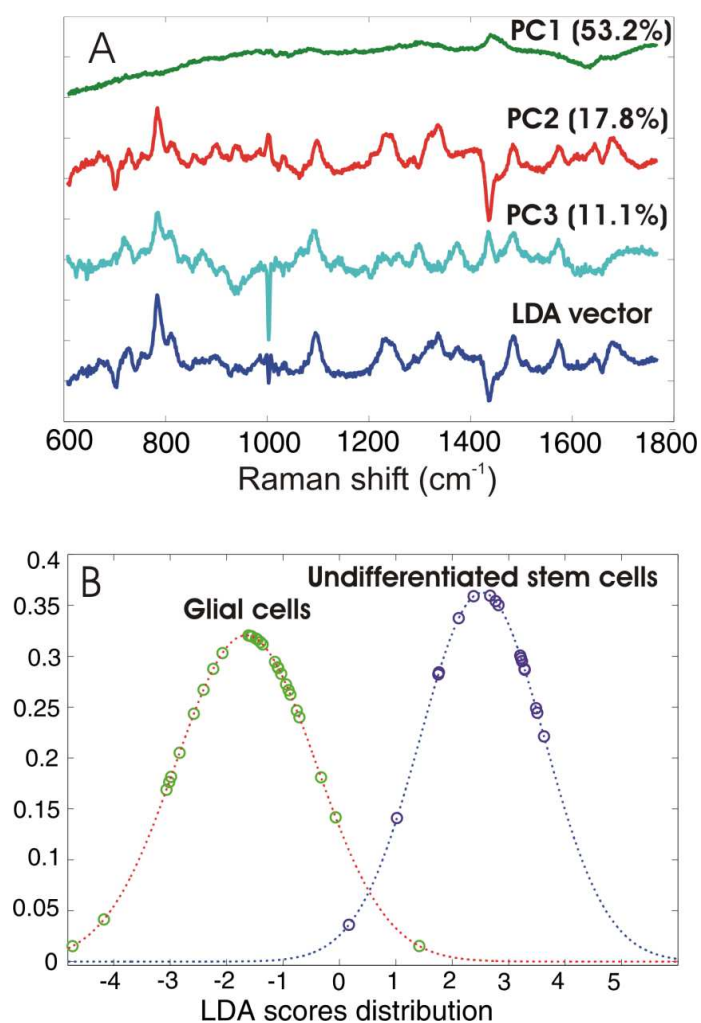 A
PC1 (53.2%)
PC2 (17.8%)
PC3 (11.1%)
LDA vector
600 800 1000 1200 1400 1600 1800
Raman shift (cm⁻¹)
B
Undifferentiated stem cells
Glial cells
0.4
0.35
0.3
0.25
0.2
0.15
0.1
0.05
0
-4 -3 -2 -1 0 1 2 3 4 5
LDA scores distribution